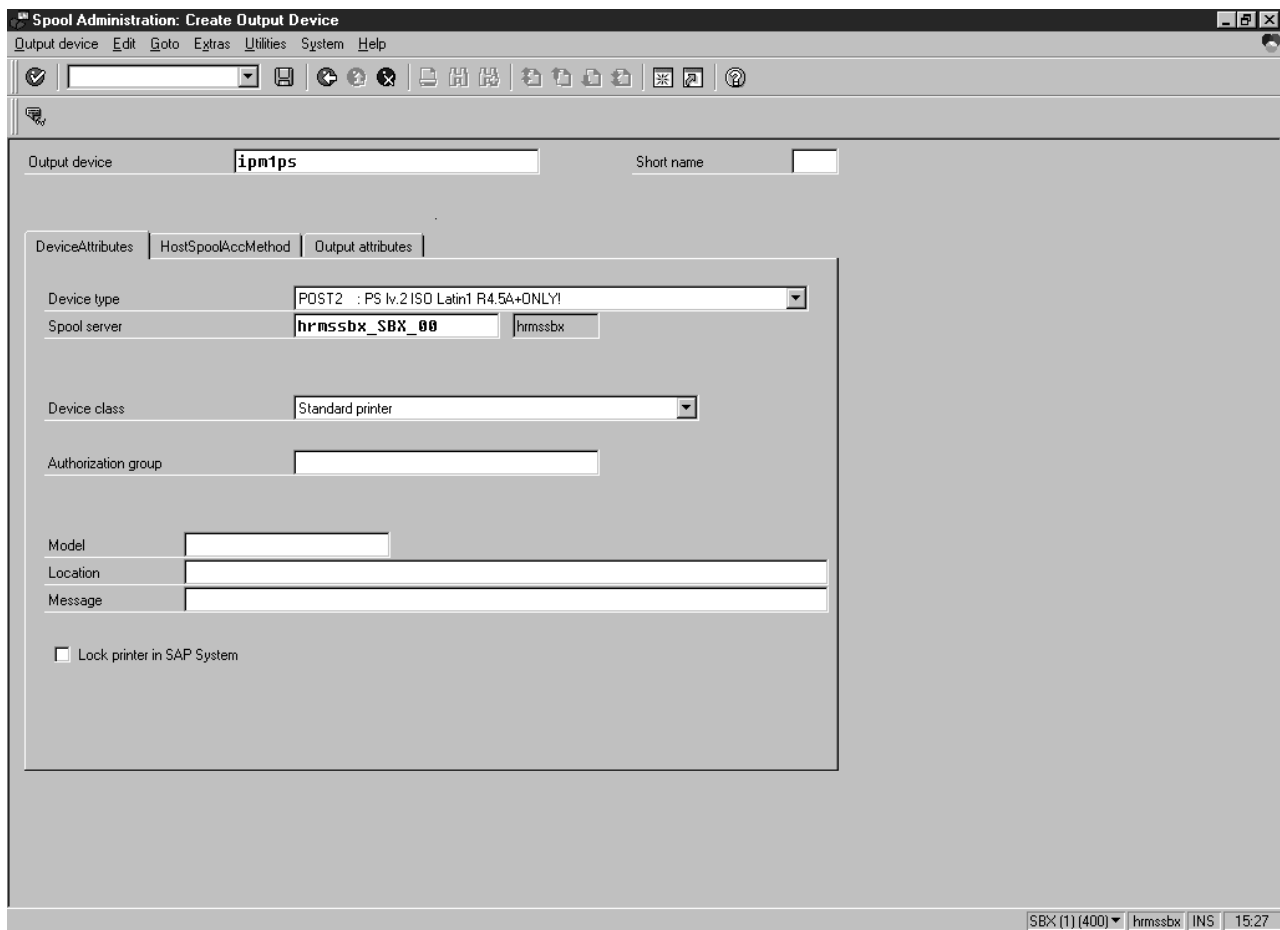 Spool Administration: Create Output Device
Output device Edit Goto Extras Utilities System Help
Output device ipm1ps Short name
DeviceAttributes HostSpoolAccMethod Output attributes
Device type POST2 : PS lv.2 ISO Latin1 R4.5A+ONLY!
Spool server hrmssbx_SBX_00 hrmssbx
Device class Standard printer
Authorization group
Model
Location
Message
Lock printer in SAP System
SBX (1) (400) hrmssbx INS 15:27